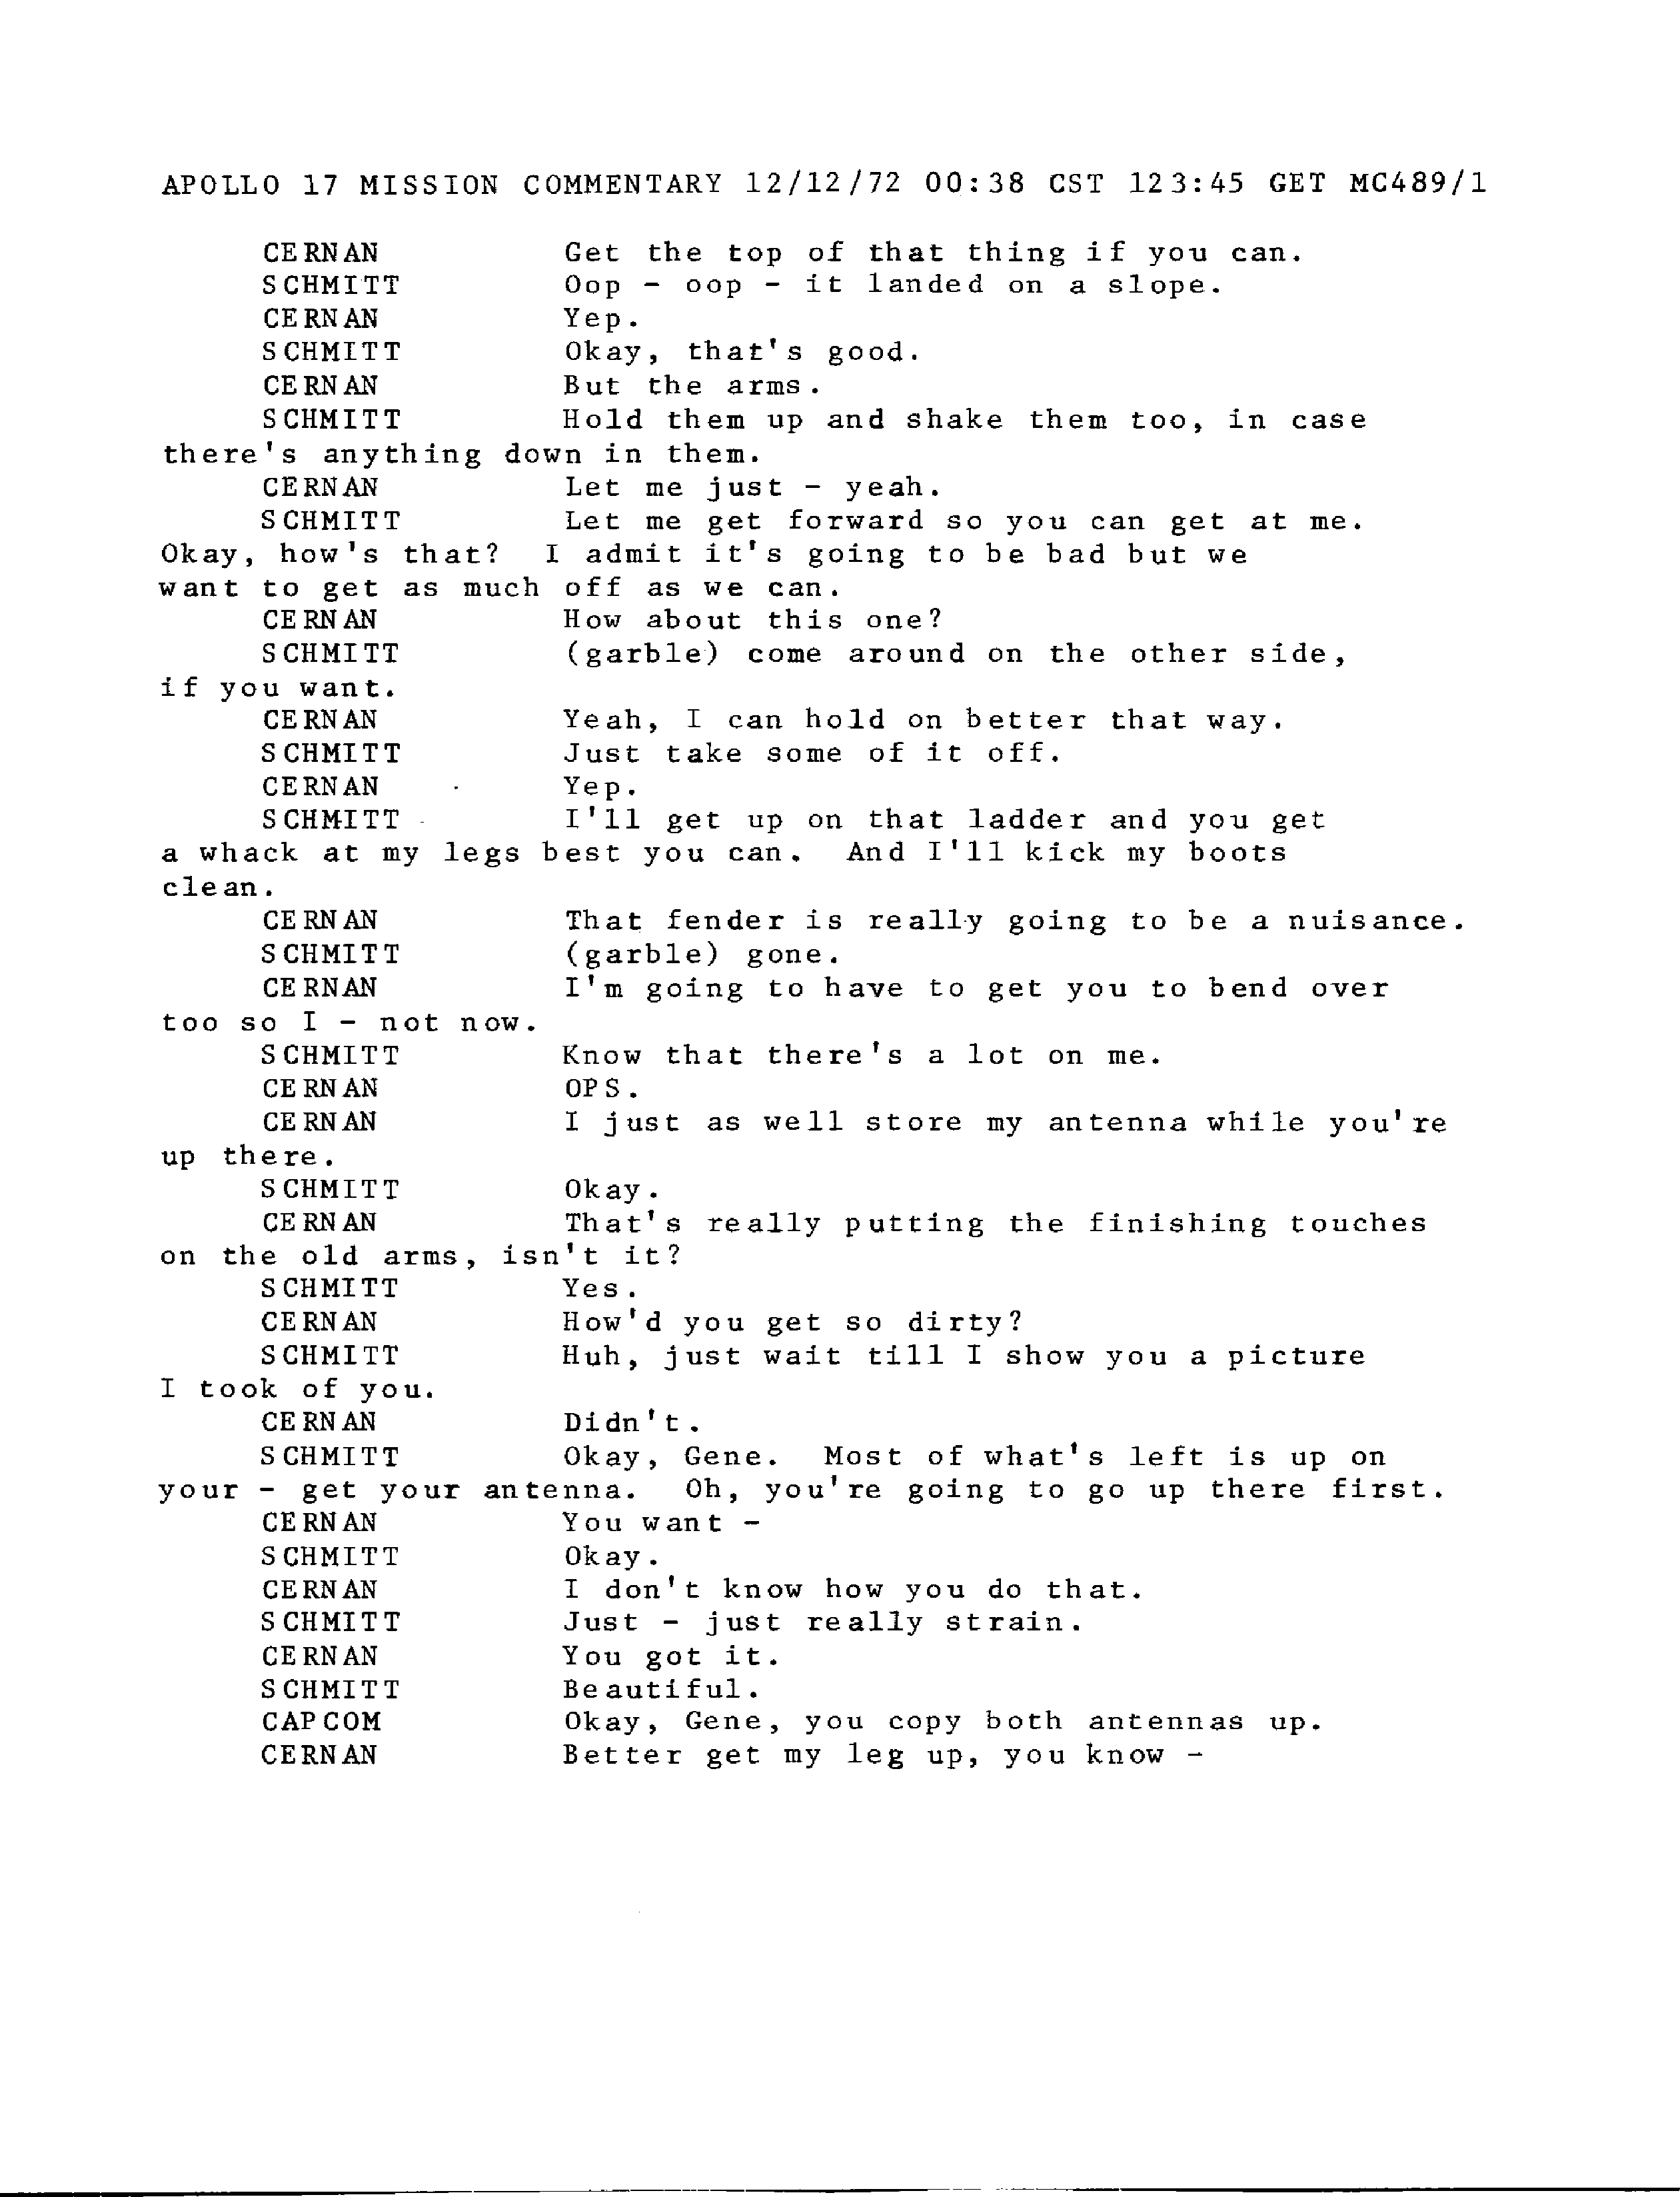 APOLLO 17 MISSION COMMENTARY 12/12/72 00:38 CST 123:45 GET MC489/1
CERNAN Get the top of that thing if you can.
SCHMITT Oop - oop - it landed on a slope.
CERNAN Yep.
SCHMITT Okay, that's good.
CERNAN But the arms.
SCHMITT Hold them up and shake them too, in case
there's anything down in them.
CERNAN Let me just - yeah.
SCHMITT Let me get forward so you can get at me.
Okay, how's that? I admit it's going to be bad but we
want to get as much off as we can.
CERNAN How about this one?
SCHMITT (garble) come around on the other side,
if you want.
CERNAN Yeah, I can hold on better that way.
SCHMITT Just take some of it off.
CERNAN Yep.
SCHMITT I'll get up on that ladder and you get
a whack at my legs best you can. And I'll kick my boots
clean.
CERNAN That fender is really going to be a nuisance.
SCHMITT (garble) gone.
CERNAN I'm going to have to get you to bend over
too so I - not now.
SCHMITT Know that there's a lot on me.
CERNAN OPS.
CERNAN I just as well store my antenna while you're
up there.
SCHMITT Okay.
CERNAN That's really putting the finishing touches
on the old arms, isn't it?
SCHMITT Yes.
CERNAN How'd you get so dirty?
SCHMITT Huh, just wait till I show you a picture
I took of you.
CERNAN Didn't.
SCHMITT Okay, Gene. Most of what's left is up on
your - get your antenna. Oh, you're going to go up there first.
CERNAN You want -
SCHMITT Okay.
CERNAN I don't know how you do that.
SCHMITT Just - just really strain.
CERNAN You got it.
SCHMITT Beautiful.
CAPCOM Okay, Gene, you copy both antennas up.
CERNAN Better get my leg up, you know -